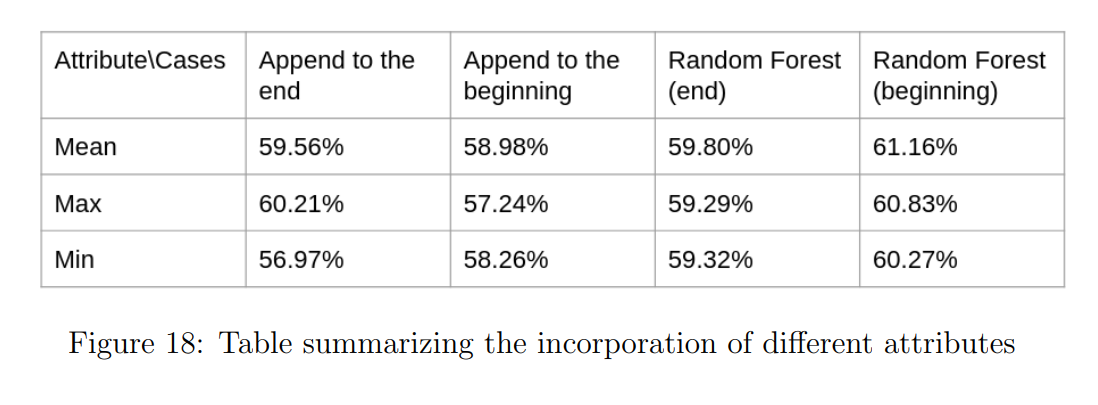 Attribute\Cases Append to the end Append to the beginning Random Forest (end) Random Forest (beginning)
Mean 59.56% 58.98% 59.80% 61.16%
Max 60.21% 57.24% 59.29% 60.83%
Min 56.97% 58.26% 59.32% 60.27%
Figure 18: Table summarizing the incorporation of different attributes